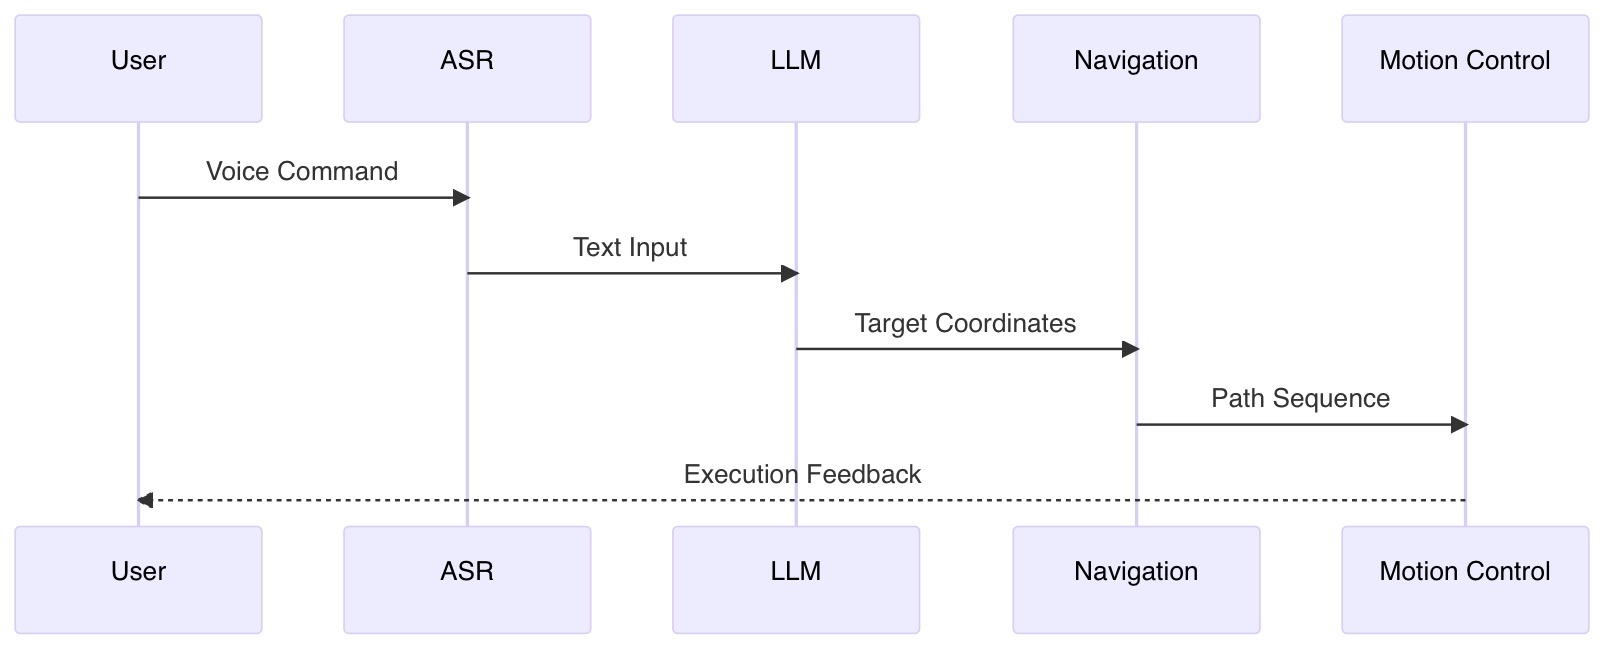 User
ASR
LLM
Navigation
Motion Control
Voice Command
Text Input
Target Coordinates
Path Sequence
Execution Feedback
User
ASR
LLM
Navigation
Motion Control